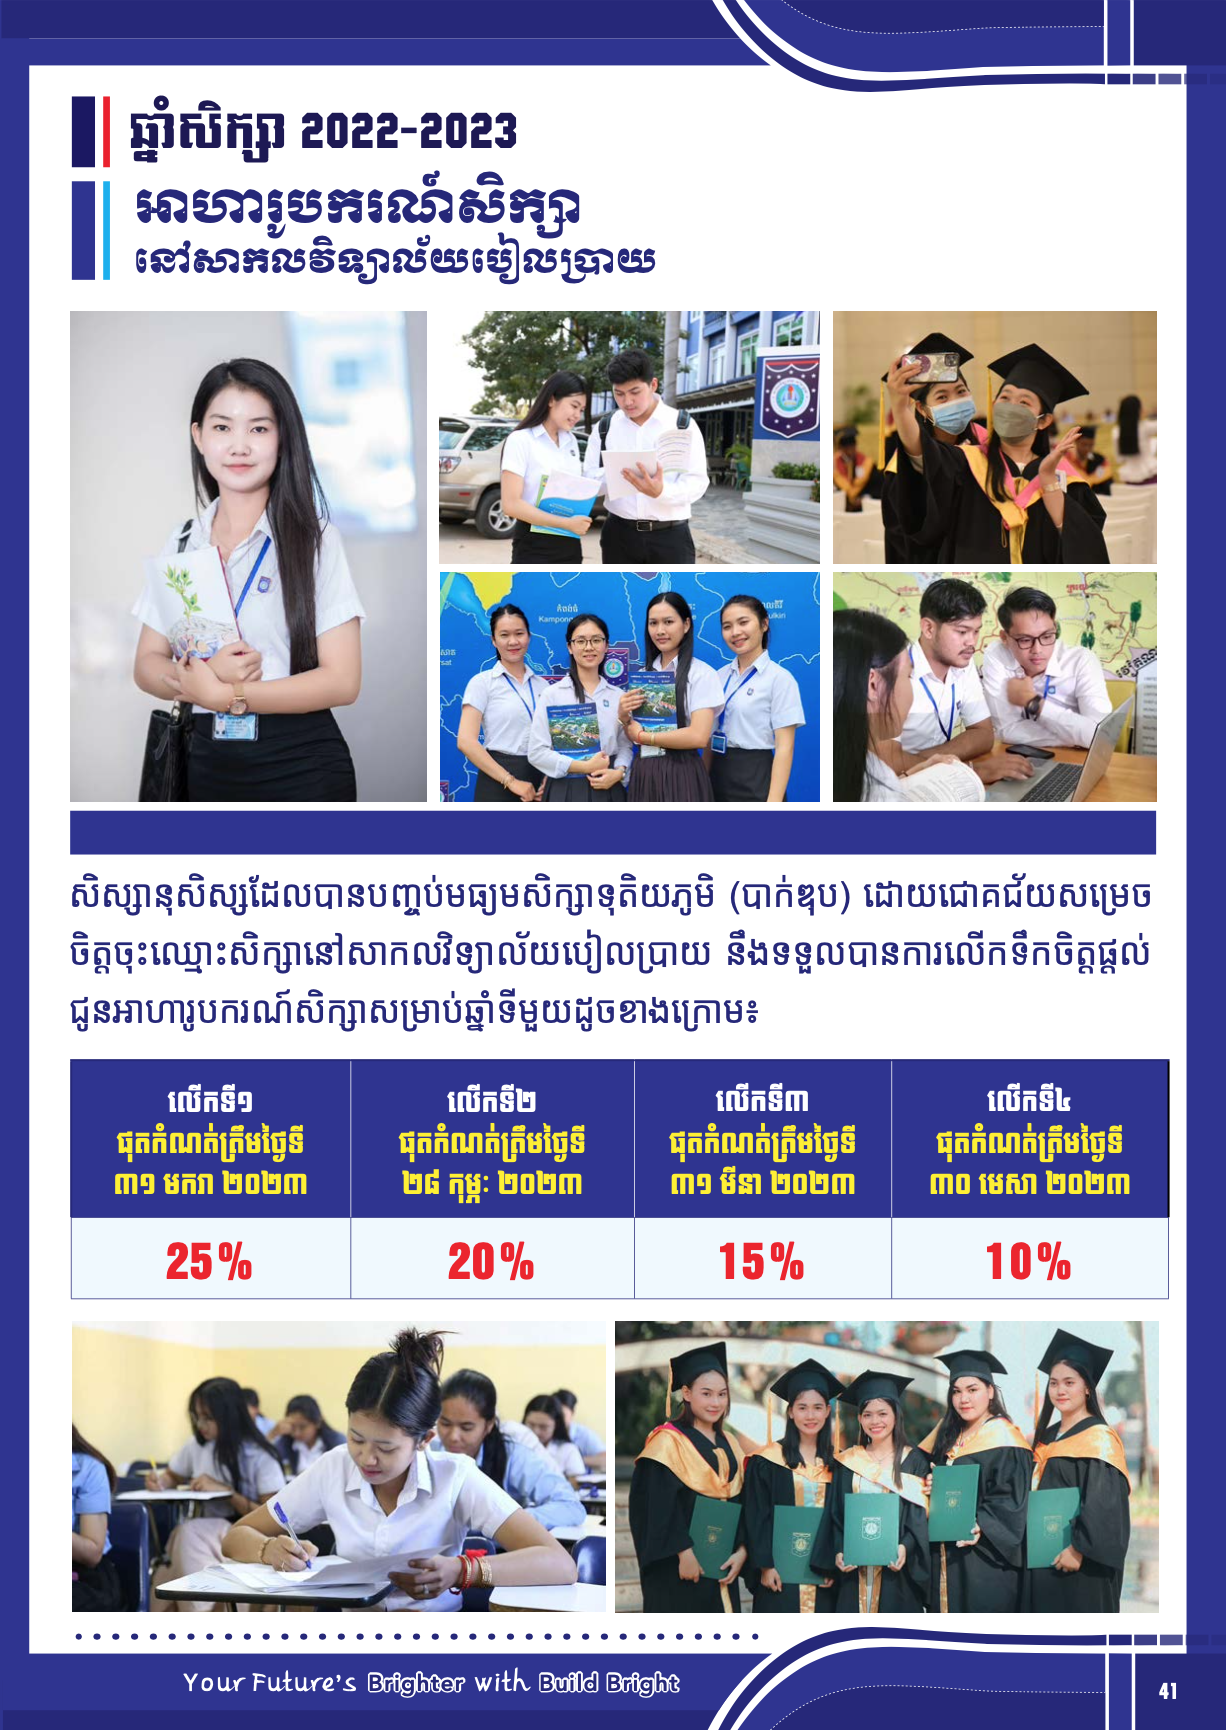 ឆ្នាំសិក្សា 2022-2023
អាហារូបករណ៍សិក្សា
នៅសាកលវិទ្យាល័យបៀលប្រាយ
កំពង់ធំ
សិស្សានុសិស្សដែលបានបញ្ចប់មធ្យមសិក្សាទុតិយភូមិ (បាក់ឌុប) ដោយជោគជ័យសម្រេច
ចិត្តចុះឈ្មោះសិក្សានៅសាកលវិទ្យាល័យបៀលប្រាយ នឹងទទួលបានការលើកទឹកចិត្តផ្តល់
ជូនអាហារូបករណ៍សិក្សាសម្រាប់ឆ្នាំទីមួយដូចខាងក្រោម៖
លើកទី១ លើកទី២ លើកទី៣ លើកទី៤
ផុតកំណត់ត្រឹមថ្ងៃទី ផុតកំណត់ត្រឹមថ្ងៃទី ផុតកំណត់ត្រឹមថ្ងៃទី ផុតកំណត់ត្រឹមថ្ងៃទី
៣១ មករា ២០២៣ ២៨ កុម្ភៈ ២០២៣ ៣១ មីនា ២០២៣ ៣០ មេសា ២០២៣
25% 20% 15% 10%
Your Future's Brighter with Build Bright
41